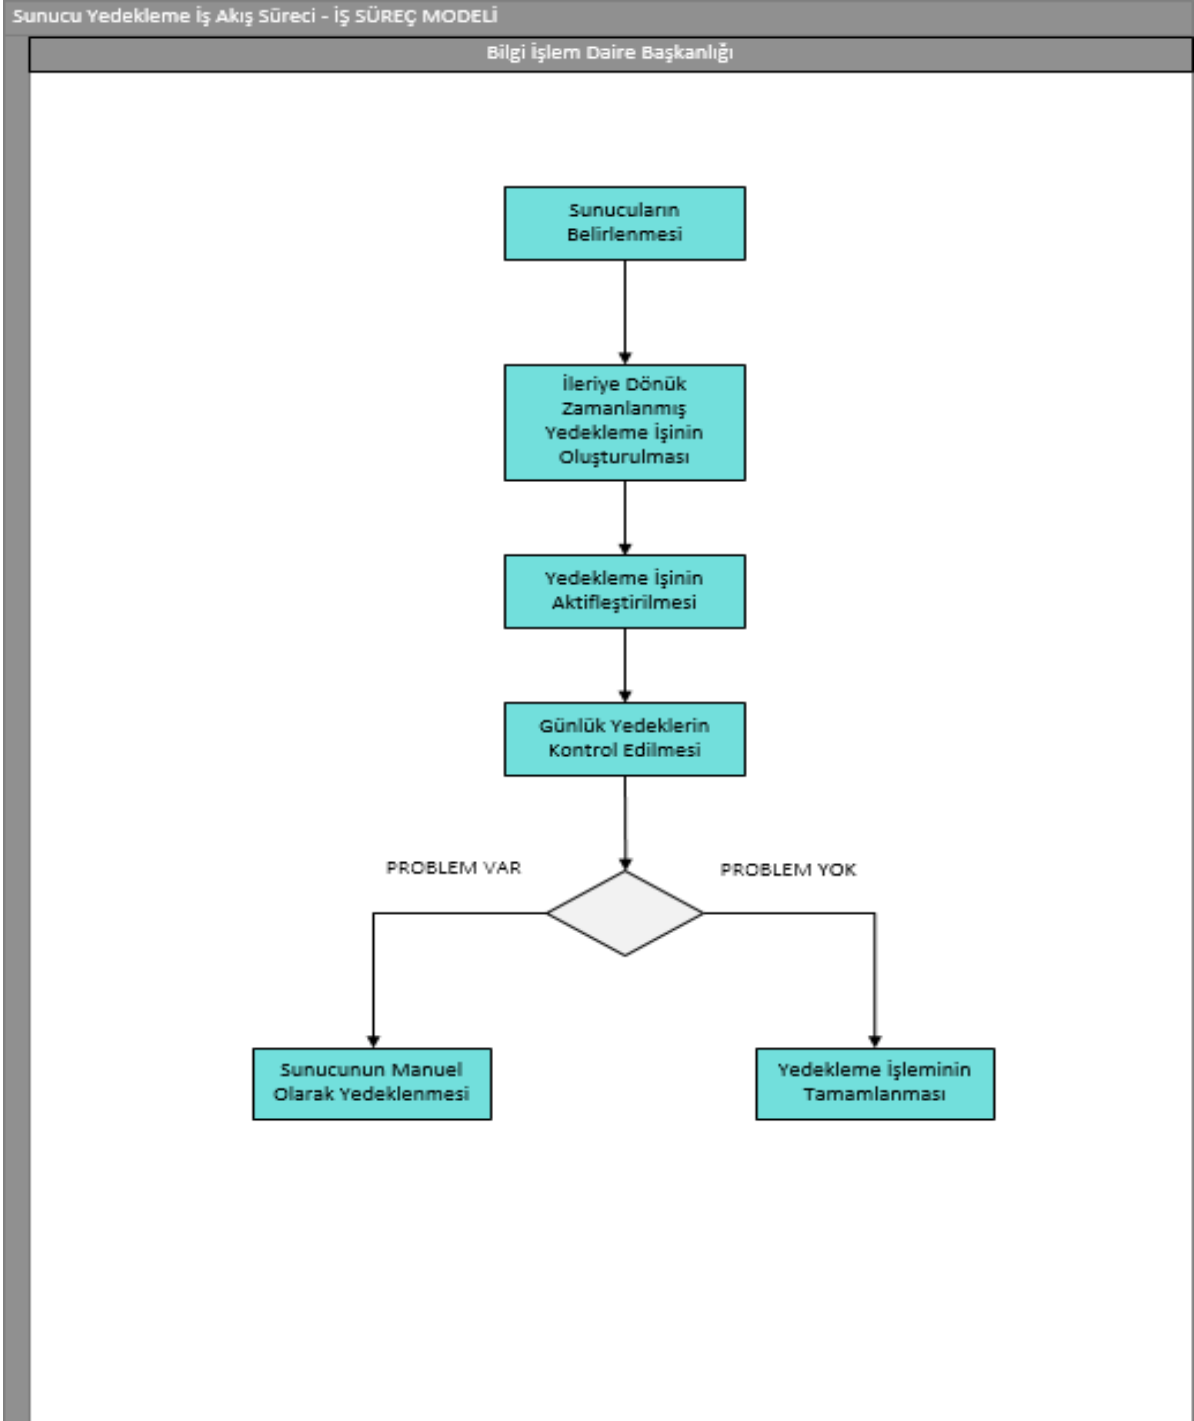 Sunucu Yedekleme İş Akış Süreci - İŞ SÜREÇ MODELİ
Bilgi İşlem Daire Başkanlığı
Sunucuların
Belirlenmesi
İleriye Dönük
Zamanlanmış
Yedekleme İşinin
Oluşturulması
Yedekleme İşinin
Aktifleştirilmesi
Günlük Yedeklerin
Kontrol Edilmesi
PROBLEM VAR
PROBLEM YOK
Sunucunun Manuel
Olarak Yedeklenmesi
Yedekleme İşleminin
Tamamlanması